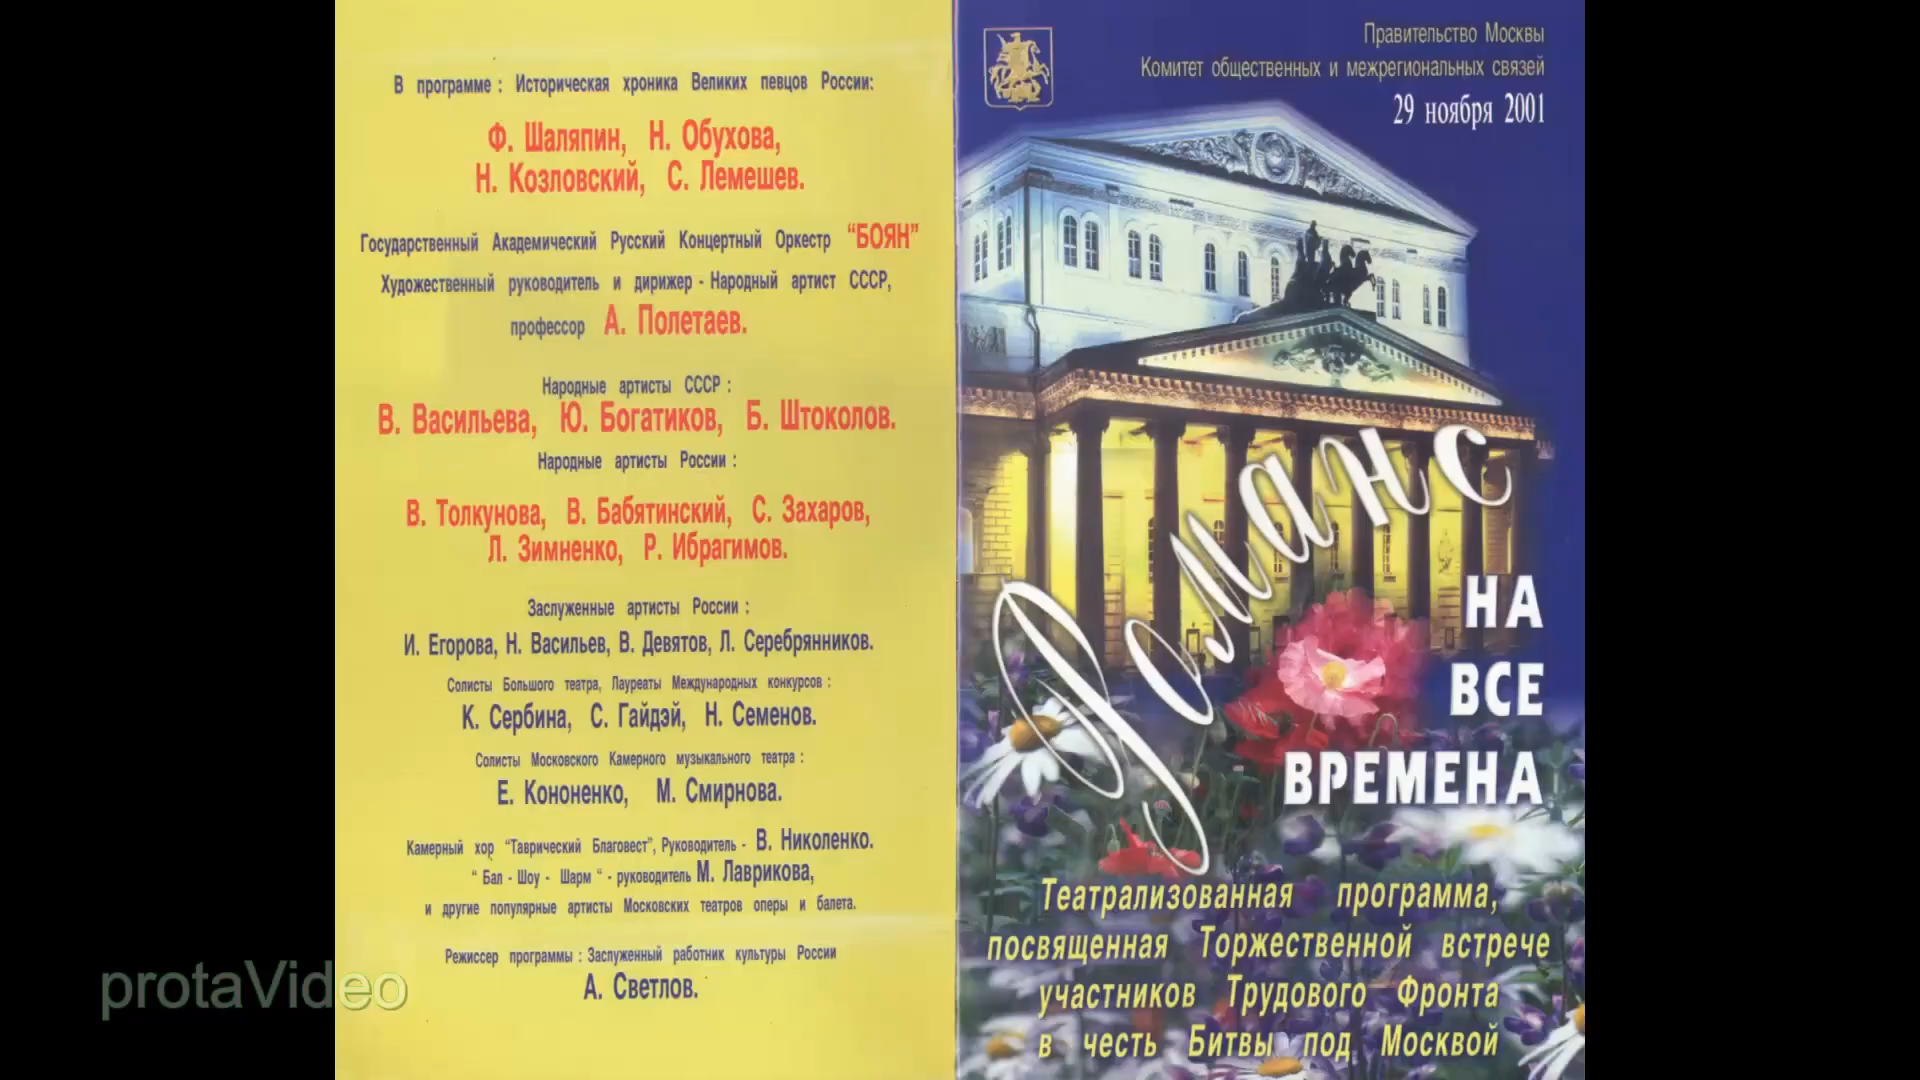 В программе : Историческая хроника Великих певцов России:
Ф. Шаляпин, Н. Обухова,
Н. Козловский, С. Лемешев.
Государственный Академический Русский Концертный Оркестр “БОЯН”
Художественный руководитель и дирижер - Народный артист СССР,
профессор А. Полетаев.
Народные артисты СССР :
В. Васильева, Ю. Богатиков, Б. Штоколов.
Народные артисты России :
В. Толкунова, В. Бабятинский, С. Захаров,
Л. Зимненко, Р. Ибрагимов.
Заслуженные артисты России :
И. Егорова, Н. Васильев, В. Девятов, Л. Серебрянников.
Солисты Большого театра, Лауреаты Международных конкурсов :
К. Сербина, С. Гайдэй, Н. Семенов.
Солисты Московского Камерного музыкального театра :
Е. Кононенко, М. Смирнова.
Камерный хор “Таврический Благовест”, Руководитель - В. Николенко.
“ Бал - Шоу - Шарм “ - руководитель М. Лаврикова,
и другие популярные артисты Московских театров оперы и балета.
Режиссер программы : Заслуженный работник культуры России
А. Светлов.
Правительство Москвы
Комитет общественных и межрегиональных связей
29 ноября 2001
Романс
НА
ВСЕ
ВРЕМЕНА
Театрализованная программа,
посвященная Торжественной встрече
участников Трудового Фронта
в честь Битвы под Москвой
protaVideo